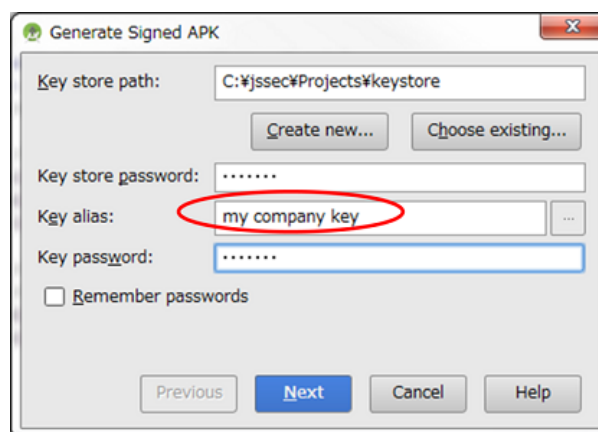 Generate Signed APK
Key store path: C:¥jssec¥Projects¥keystore
Create new... Choose existing...
Key store password: •••••••
Key alias: my company key ...
Key password: •••••••
Remember passwords
Previous Next Cancel Help